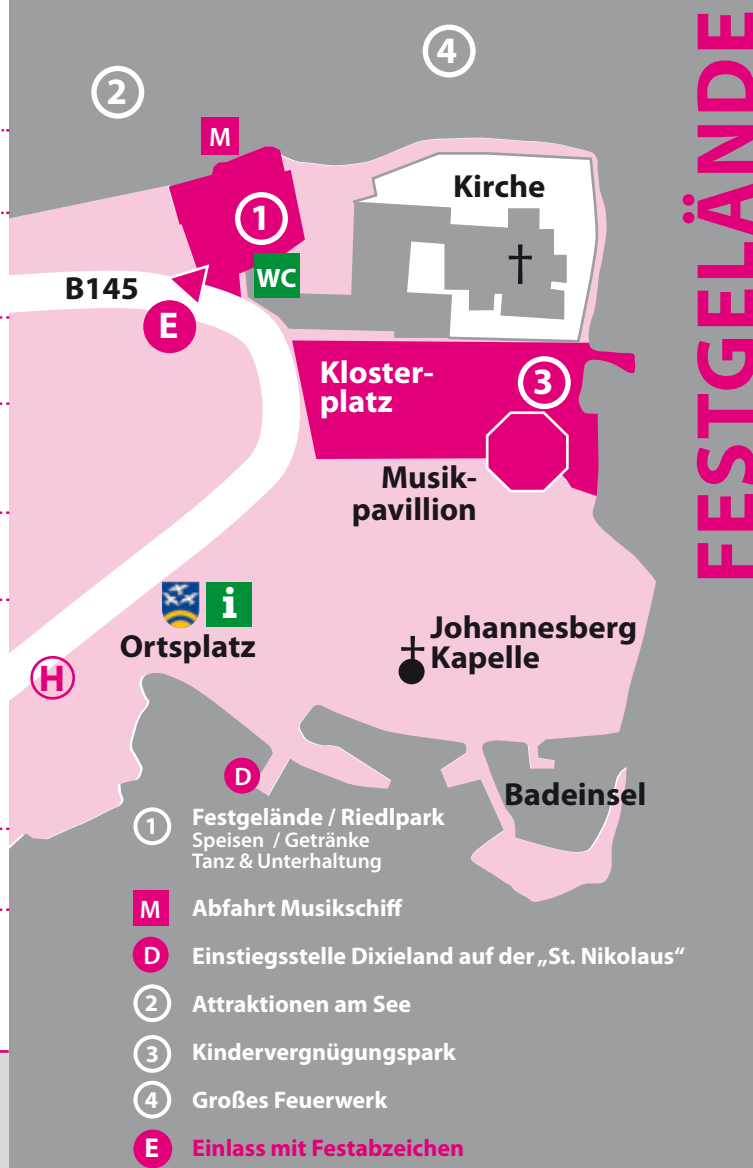 FESTGELÄNDE
4
2
M
Kirche
1
WC
B145
E
Kloster-
platz
3
Musik-
pavillion
i
Ortsplatz
Johannesberg
Kapelle
H
D
Badeinsel
1 Festgelände / Riedlpark
Speisen / Getränke
Tanz & Unterhaltung
M Abfahrt Musikschiff
D Einstiegsstelle Dixieland auf der „St. Nikolaus“
2 Attraktionen am See
3 Kindervergnügungspark
4 Großes Feuerwerk
E Einlass mit Festabzeichen